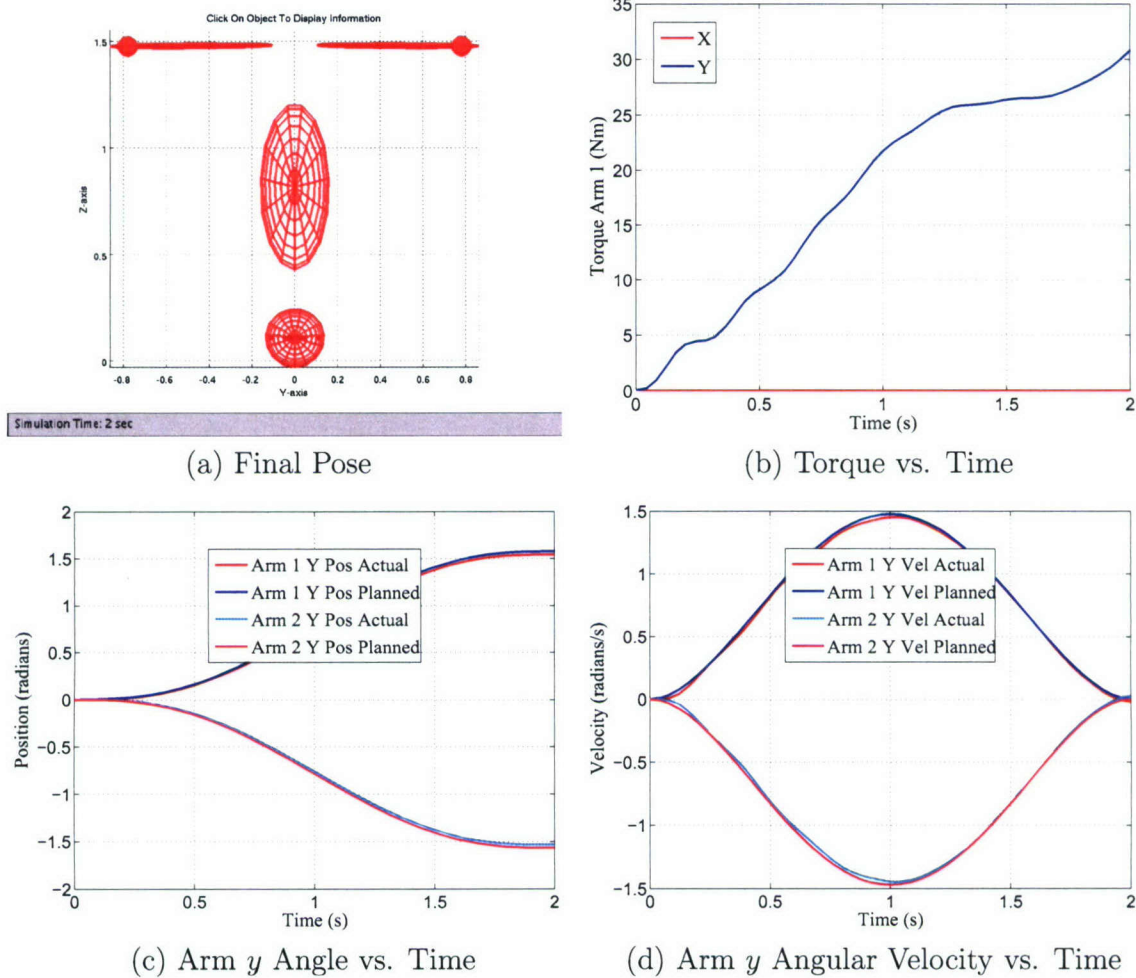 Click On Object To Display Information
1.5
1
0.5
0
Z-axis
-0.8 -0.6 -0.4 -0.2 0 0.2 0.4 0.6 0.8
Y-axis
Simulation Time: 2 sec
(a) Final Pose
35
30
25
20
15
10
5
0
Torque Arm 1 (Nm)
X
Y
0 0.5 1 1.5 2
Time (s)
(b) Torque vs. Time
2
1.5
1
0.5
0
−0.5
−1
−1.5
−2
Position (radians)
Arm 1 Y Pos Actual
Arm 1 Y Pos Planned
Arm 2 Y Pos Actual
Arm 2 Y Pos Planned
0 0.5 1 1.5 2
Time (s)
(c) Arm y Angle vs. Time
1.5
1
0.5
0
−0.5
−1
−1.5
Velocity (radians/s)
Arm 1 Y Vel Actual
Arm 1 Y Vel Planned
Arm 2 Y Vel Actual
Arm 2 Y Vel Planned
0 0.5 1 1.5 2
Time (s)
(d) Arm y Angular Velocity vs. Time